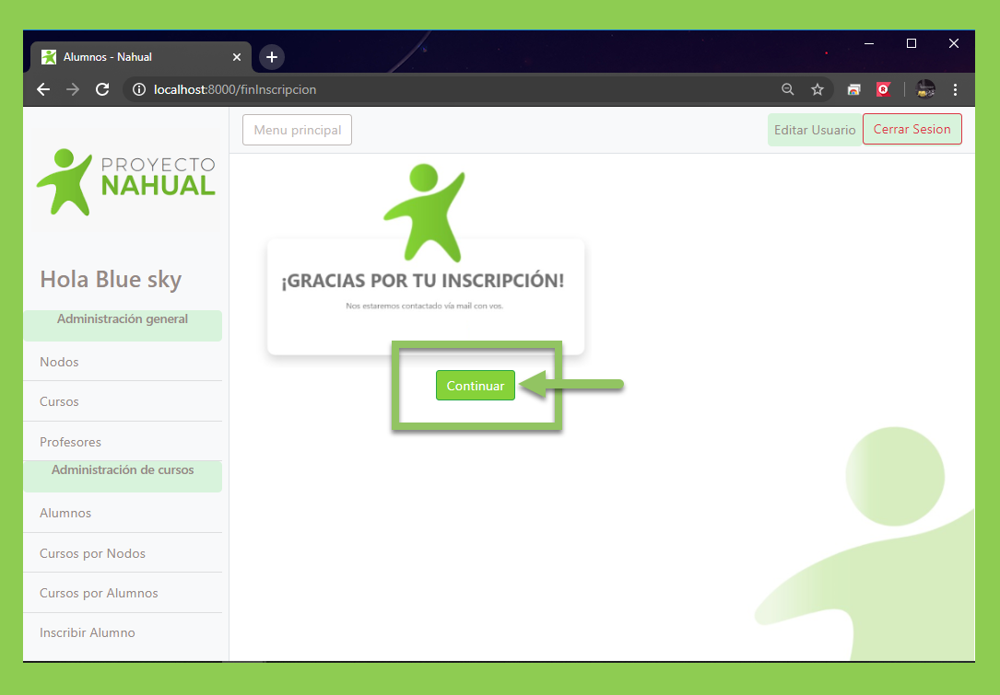 Alumnos - Nahual
localhost:8000/finInscripcion
Menu principal
Editar Usuario
Cerrar Sesion
PROYECTO
NAHUAL
Hola Blue sky
Administración general
Nodos
Cursos
Profesores
Administración de cursos
Alumnos
Cursos por Nodos
Cursos por Alumnos
Inscribir Alumno
¡GRACIAS POR TU INSCRIPCIÓN!
Nos estaremos contactado vía mail con vos.
Continuar